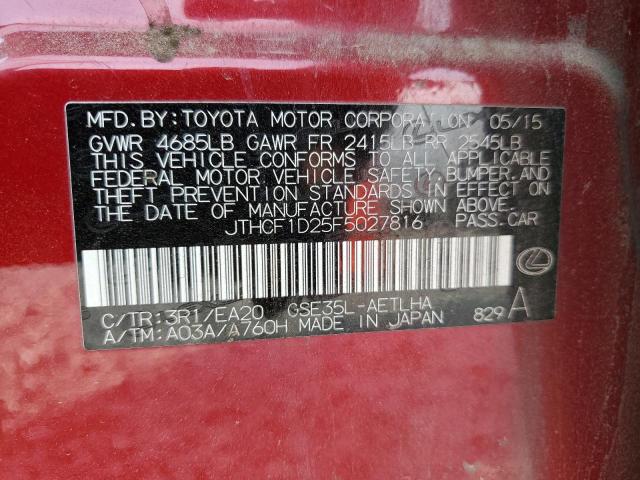 MFD. BY: TOYOTA MOTOR CORPORATION 05/15
GVWR 4685LB GAWR FR 2415LB RR 2545LB
THIS VEHICLE CONFORMS TO ALL APPLICABLE
FEDERAL MOTOR VEHICLE SAFETY, BUMPER, AND
THEFT PREVENTION STANDARDS IN EFFECT ON
THE DATE OF MANUFACTURE SHOWN ABOVE.
JTHCF1D25F5027816 PASS. CAR
C/TR: 3R1/EA20 GSE35L-AETLHA
A/TM: A03A/A760H MADE IN JAPAN 829 A